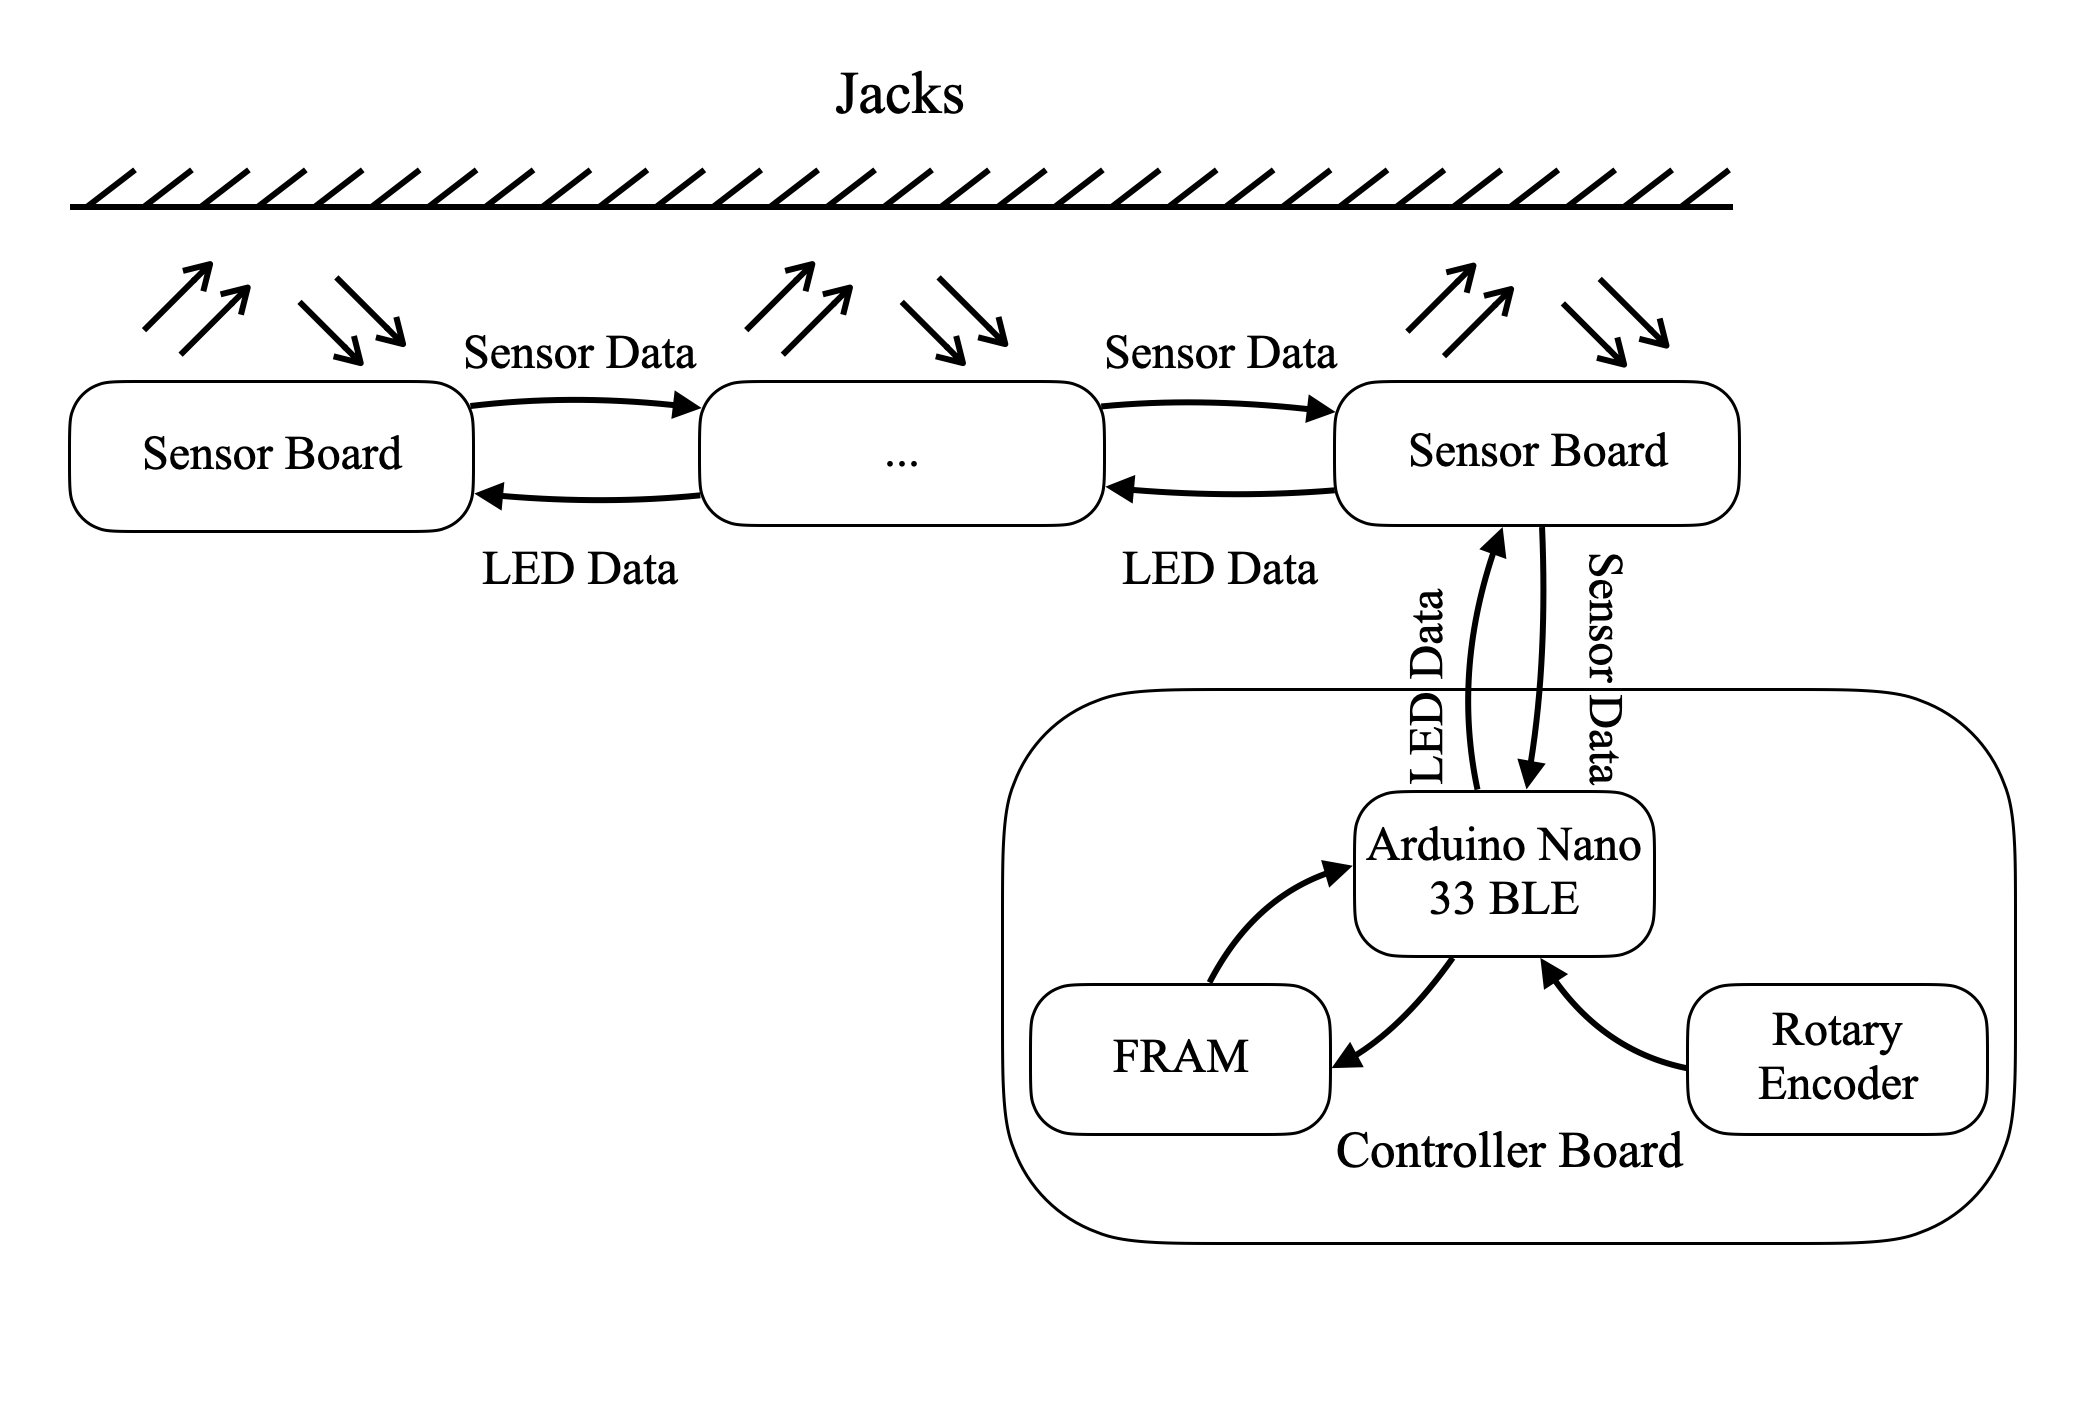 Jacks
Sensor Data
Sensor Data
Sensor Board
...
Sensor Board
LED Data
LED Data
LED Data
Sensor Data
Arduino Nano
33 BLE
FRAM
Rotary
Encoder
Controller Board